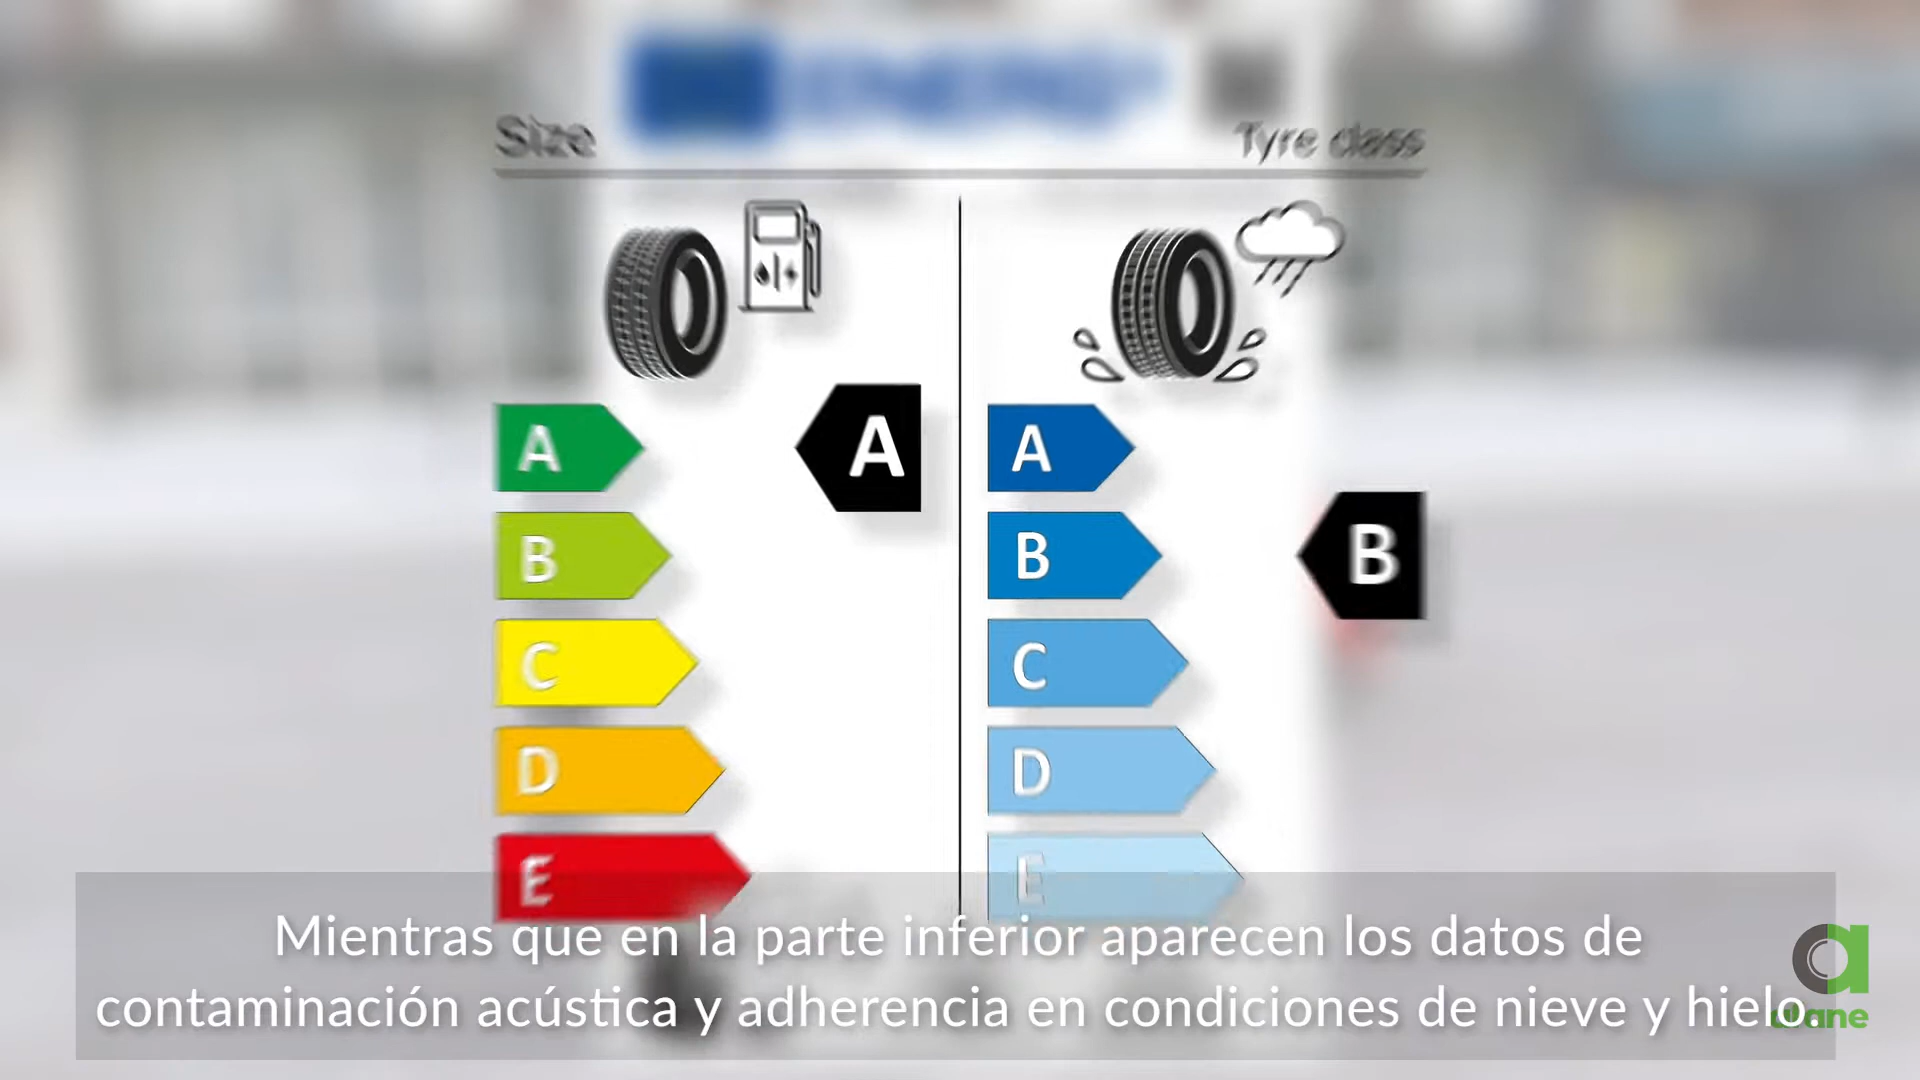 Size
Tyre class
A
A
A
B
B
B
C
C
D
D
E
E
Mientras que en la parte inferior aparecen los datos de
contaminación acústica y adherencia en condiciones de nieve y hielo.